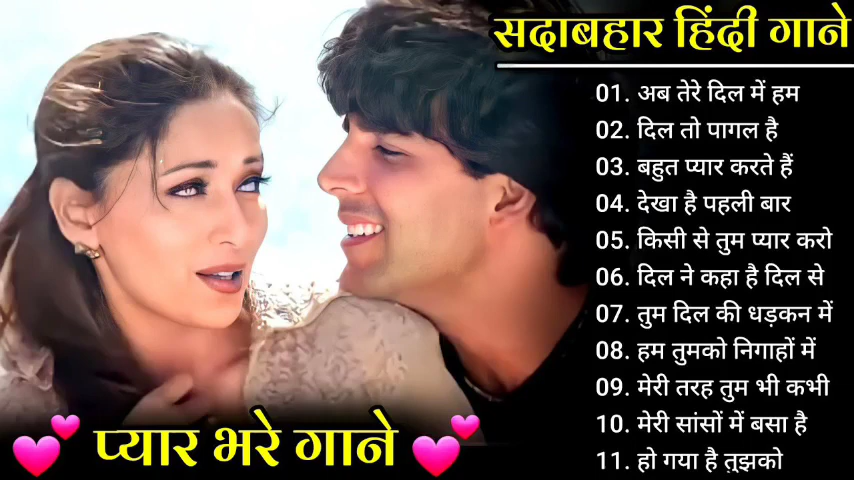 सदाबहार हिंदी गाने
01. अब तेरे दिल में हम
02. दिल तो पागल है
03. बहुत प्यार करते हैं
04. देखा है पहली बार
05. किसी से तुम प्यार करो
06. दिल ने कहा है दिल से
07. तुम दिल की धड़कन में
08. हम तुमको निगाहों में
09. मेरी तरह तुम भी कभी
10. मेरी सांसों में बसा है
11. हो गया है तुझको
प्यार भरे गाने